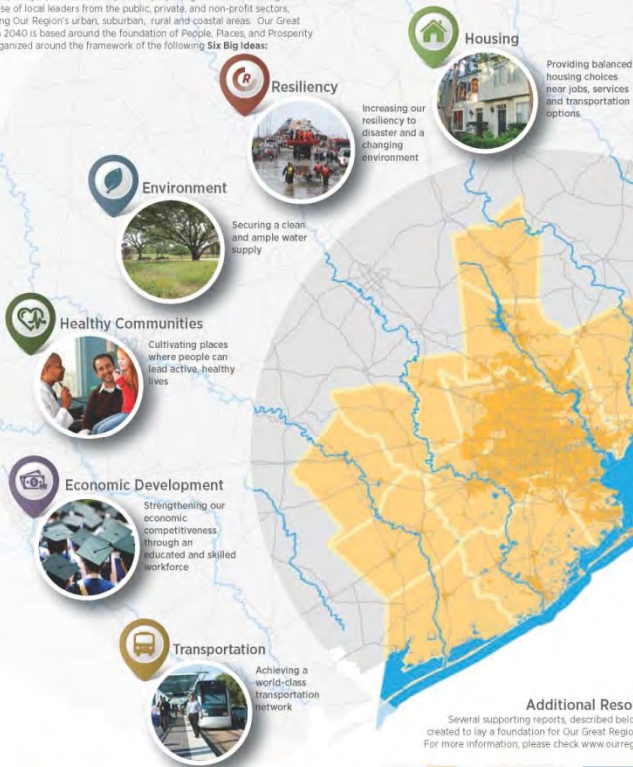 se of local leaders from the public, private, and non-profit sectors,
ng Our Region's urban, suburban, rural and coastal areas. Our Great
2040 is based around the foundation of People, Places, and Prosperity
ganized around the framework of the following Six Big Ideas:
Housing
Providing balanced
housing choices
near jobs, services
and transportation
options
R
Resiliency
Increasing our
resiliency to
disaster and a
changing
environment
Environment
Securing a clean
and ample water
supply
Healthy Communities
Cultivating places
where people can
lead active, healthy
lives
Economic Development
Strengthening our
economic
competitiveness
through an
educated and skilled
workforce
Transportation
Achieving a
world-class
transportation
network
Additional Reso
Several supporting reports, described belo
created to lay a foundation for Our Great Regio
For more information, please check www.ourreg